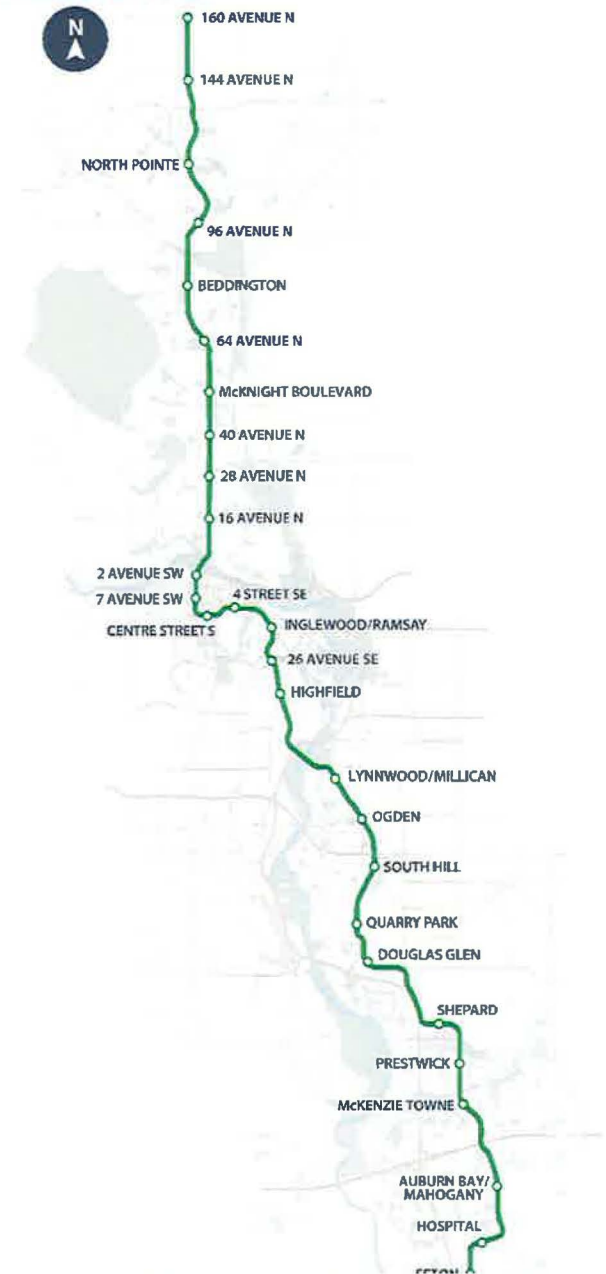 N
160 AVENUE N
144 AVENUE N
NORTH POINTE
96 AVENUE N
BEDDINGTON
64 AVENUE N
McKNIGHT BOULEVARD
40 AVENUE N
28 AVENUE N
16 AVENUE N
2 AVENUE SW
7 AVENUE SW
4 STREET SE
CENTRE STREET S
INGLEWOOD/RAMSAY
26 AVENUE SE
HIGHFIELD
LYNNWOOD/MILLICAN
OGDEN
SOUTH HILL
QUARRY PARK
DOUGLAS GLEN
SHEPARD
PRESTWICK
McKENZIE TOWNE
AUBURN BAY/
MAHOGANY
HOSPITAL